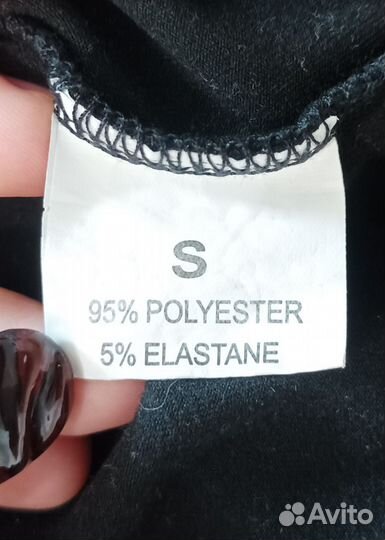 S
95% POLYESTER
5% ELASTANE
Avito